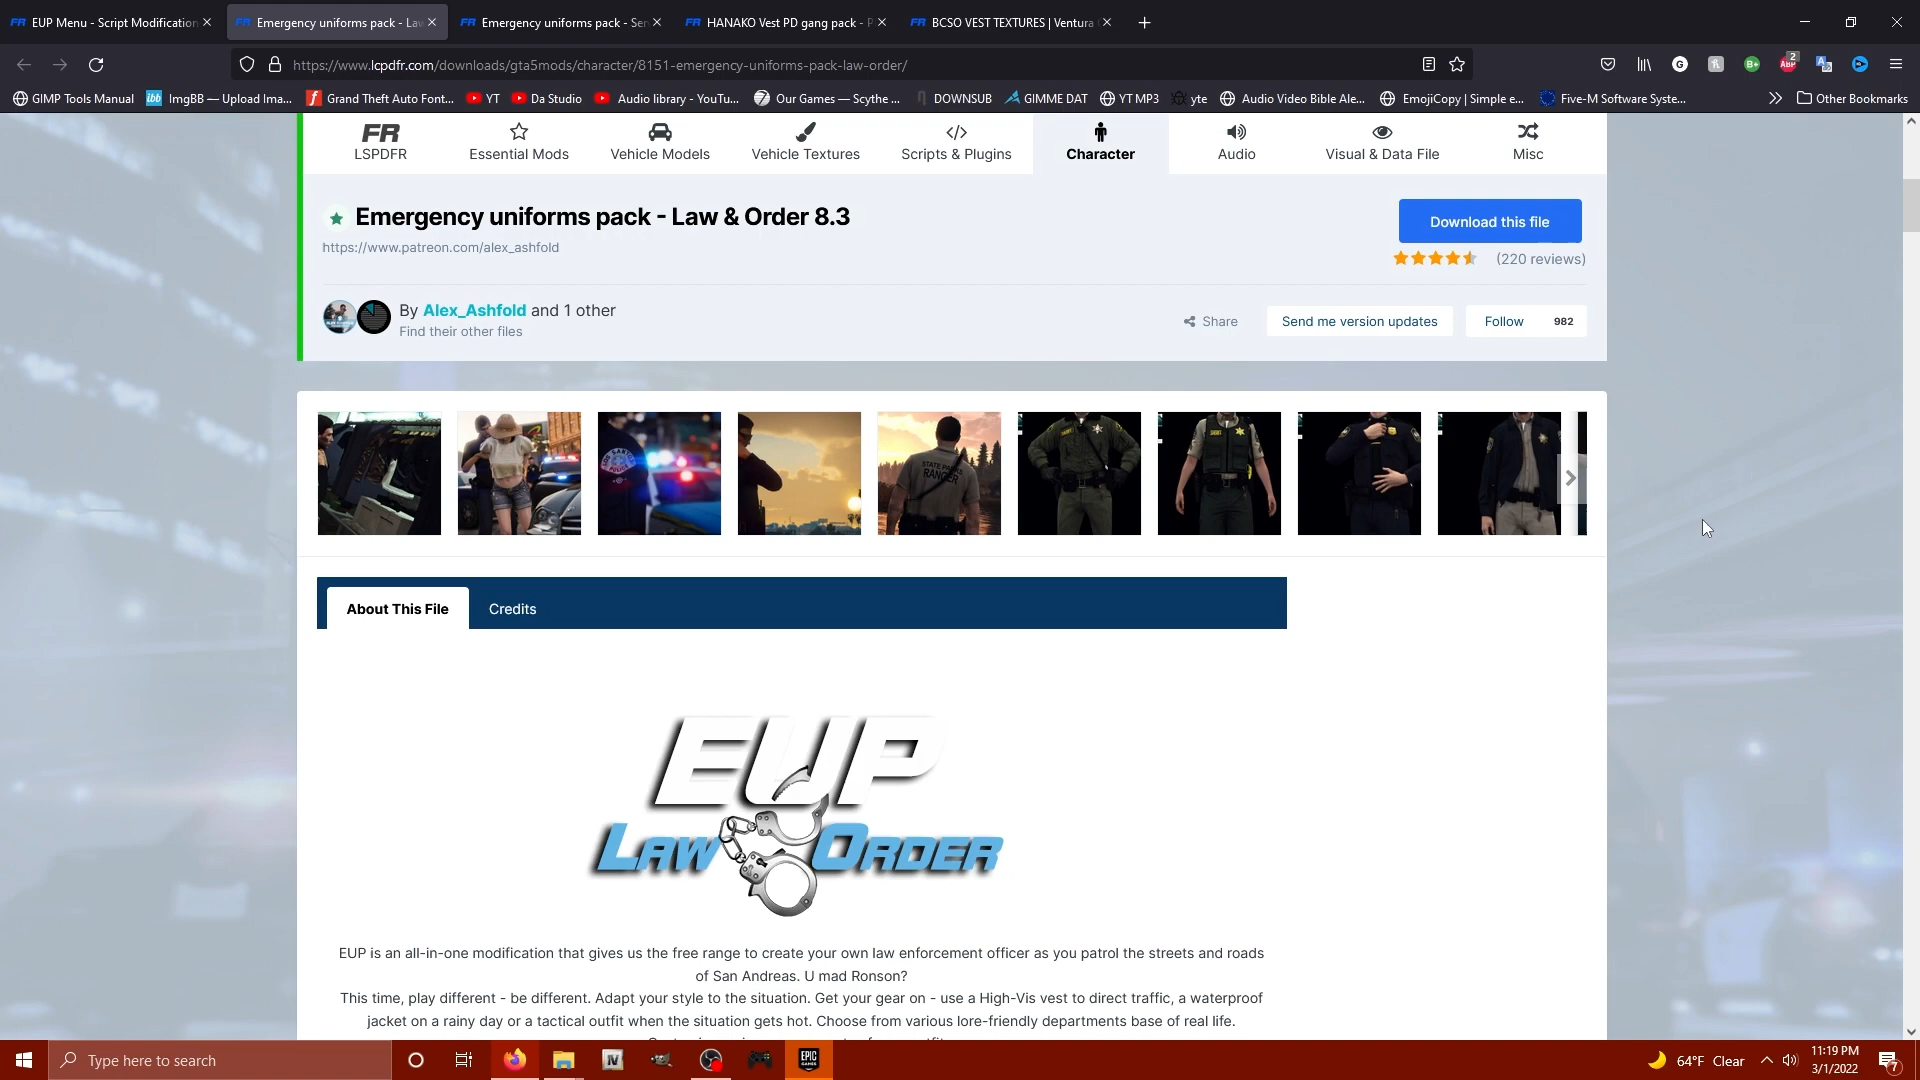 EUP Menu - Script Modification
Emergency uniforms pack - Law
Emergency uniforms pack - Ser
HANAKO Vest PD gang pack - P
BCSO VEST TEXTURES | Ventura
https://www.lcpdfr.com/downloads/gta5mods/character/8151-emergency-uniforms-pack-law-order/
2
GIMP Tools Manual
ImgBB — Upload Ima...
Grand Theft Auto Font...
YT
Da Studio
Audio library - YouTu...
Our Games — Scythe ...
DOWNSUB
GIMME DAT
YT MP3
yte
Audio Video Bible Ale...
EmojiCopy | Simple e...
Five-M Software Syste...
Other Bookmarks
FR
LSPDFR
Essential Mods
Vehicle Models
Vehicle Textures
Scripts & Plugins
Character
Audio
Visual & Data File
Misc
Emergency uniforms pack - Law & Order 8.3
https://www.patreon.com/alex_ashfold
Download this file
(220 reviews)
By Alex_Ashfold and 1 other
Find their other files
Share
Send me version updates
Follow 982
STATE PARKS
RANGER
About This File
Credits
EUP
LAW ORDER
EUP is an all-in-one modification that gives us the free range to create your own law enforcement officer as you patrol the streets and roads
of San Andreas. U mad Ronson?
This time, play different - be different. Adapt your style to the situation. Get your gear on - use a High-Vis vest to direct traffic, a waterproof
jacket on a rainy day or a tactical outfit when the situation gets hot. Choose from various lore-friendly departments base of real life.
Type here to search
EPIC
GAMES
64°F Clear
11:19 PM
3/1/2022
7